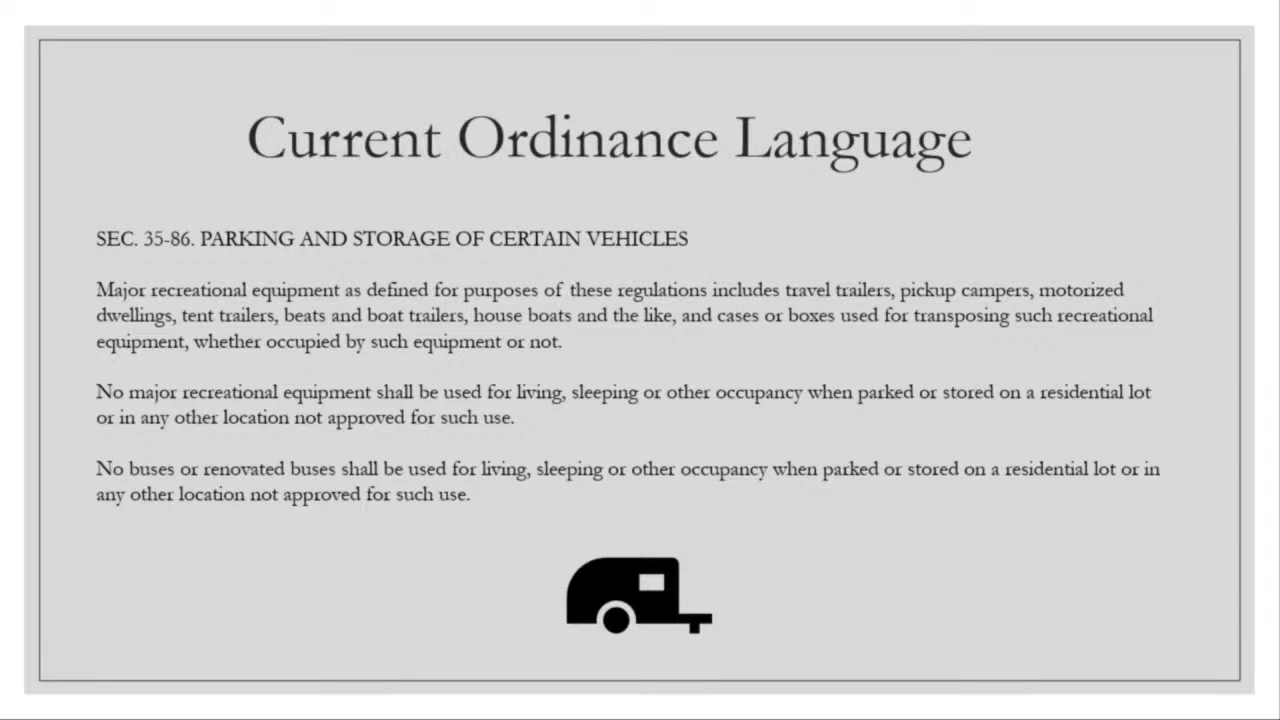 Current Ordinance Language
SEC. 35-86. PARKING AND STORAGE OF CERTAIN VEHICLES
Major recreational equipment as defined for purposes of these regulations includes travel trailers, pickup campers, motorized
dwellings, tent trailers, beats and boat trailers, house boats and the like, and cases or boxes used for transposing such recreational
equipment, whether occupied by such equipment or not.
No major recreational equipment shall be used for living, sleeping or other occupancy when parked or stored on a residential lot
or in any other location not approved for such use.
No buses or renovated buses shall be used for living, sleeping or other occupancy when parked or stored on a residential lot or in
any other location not approved for such use.